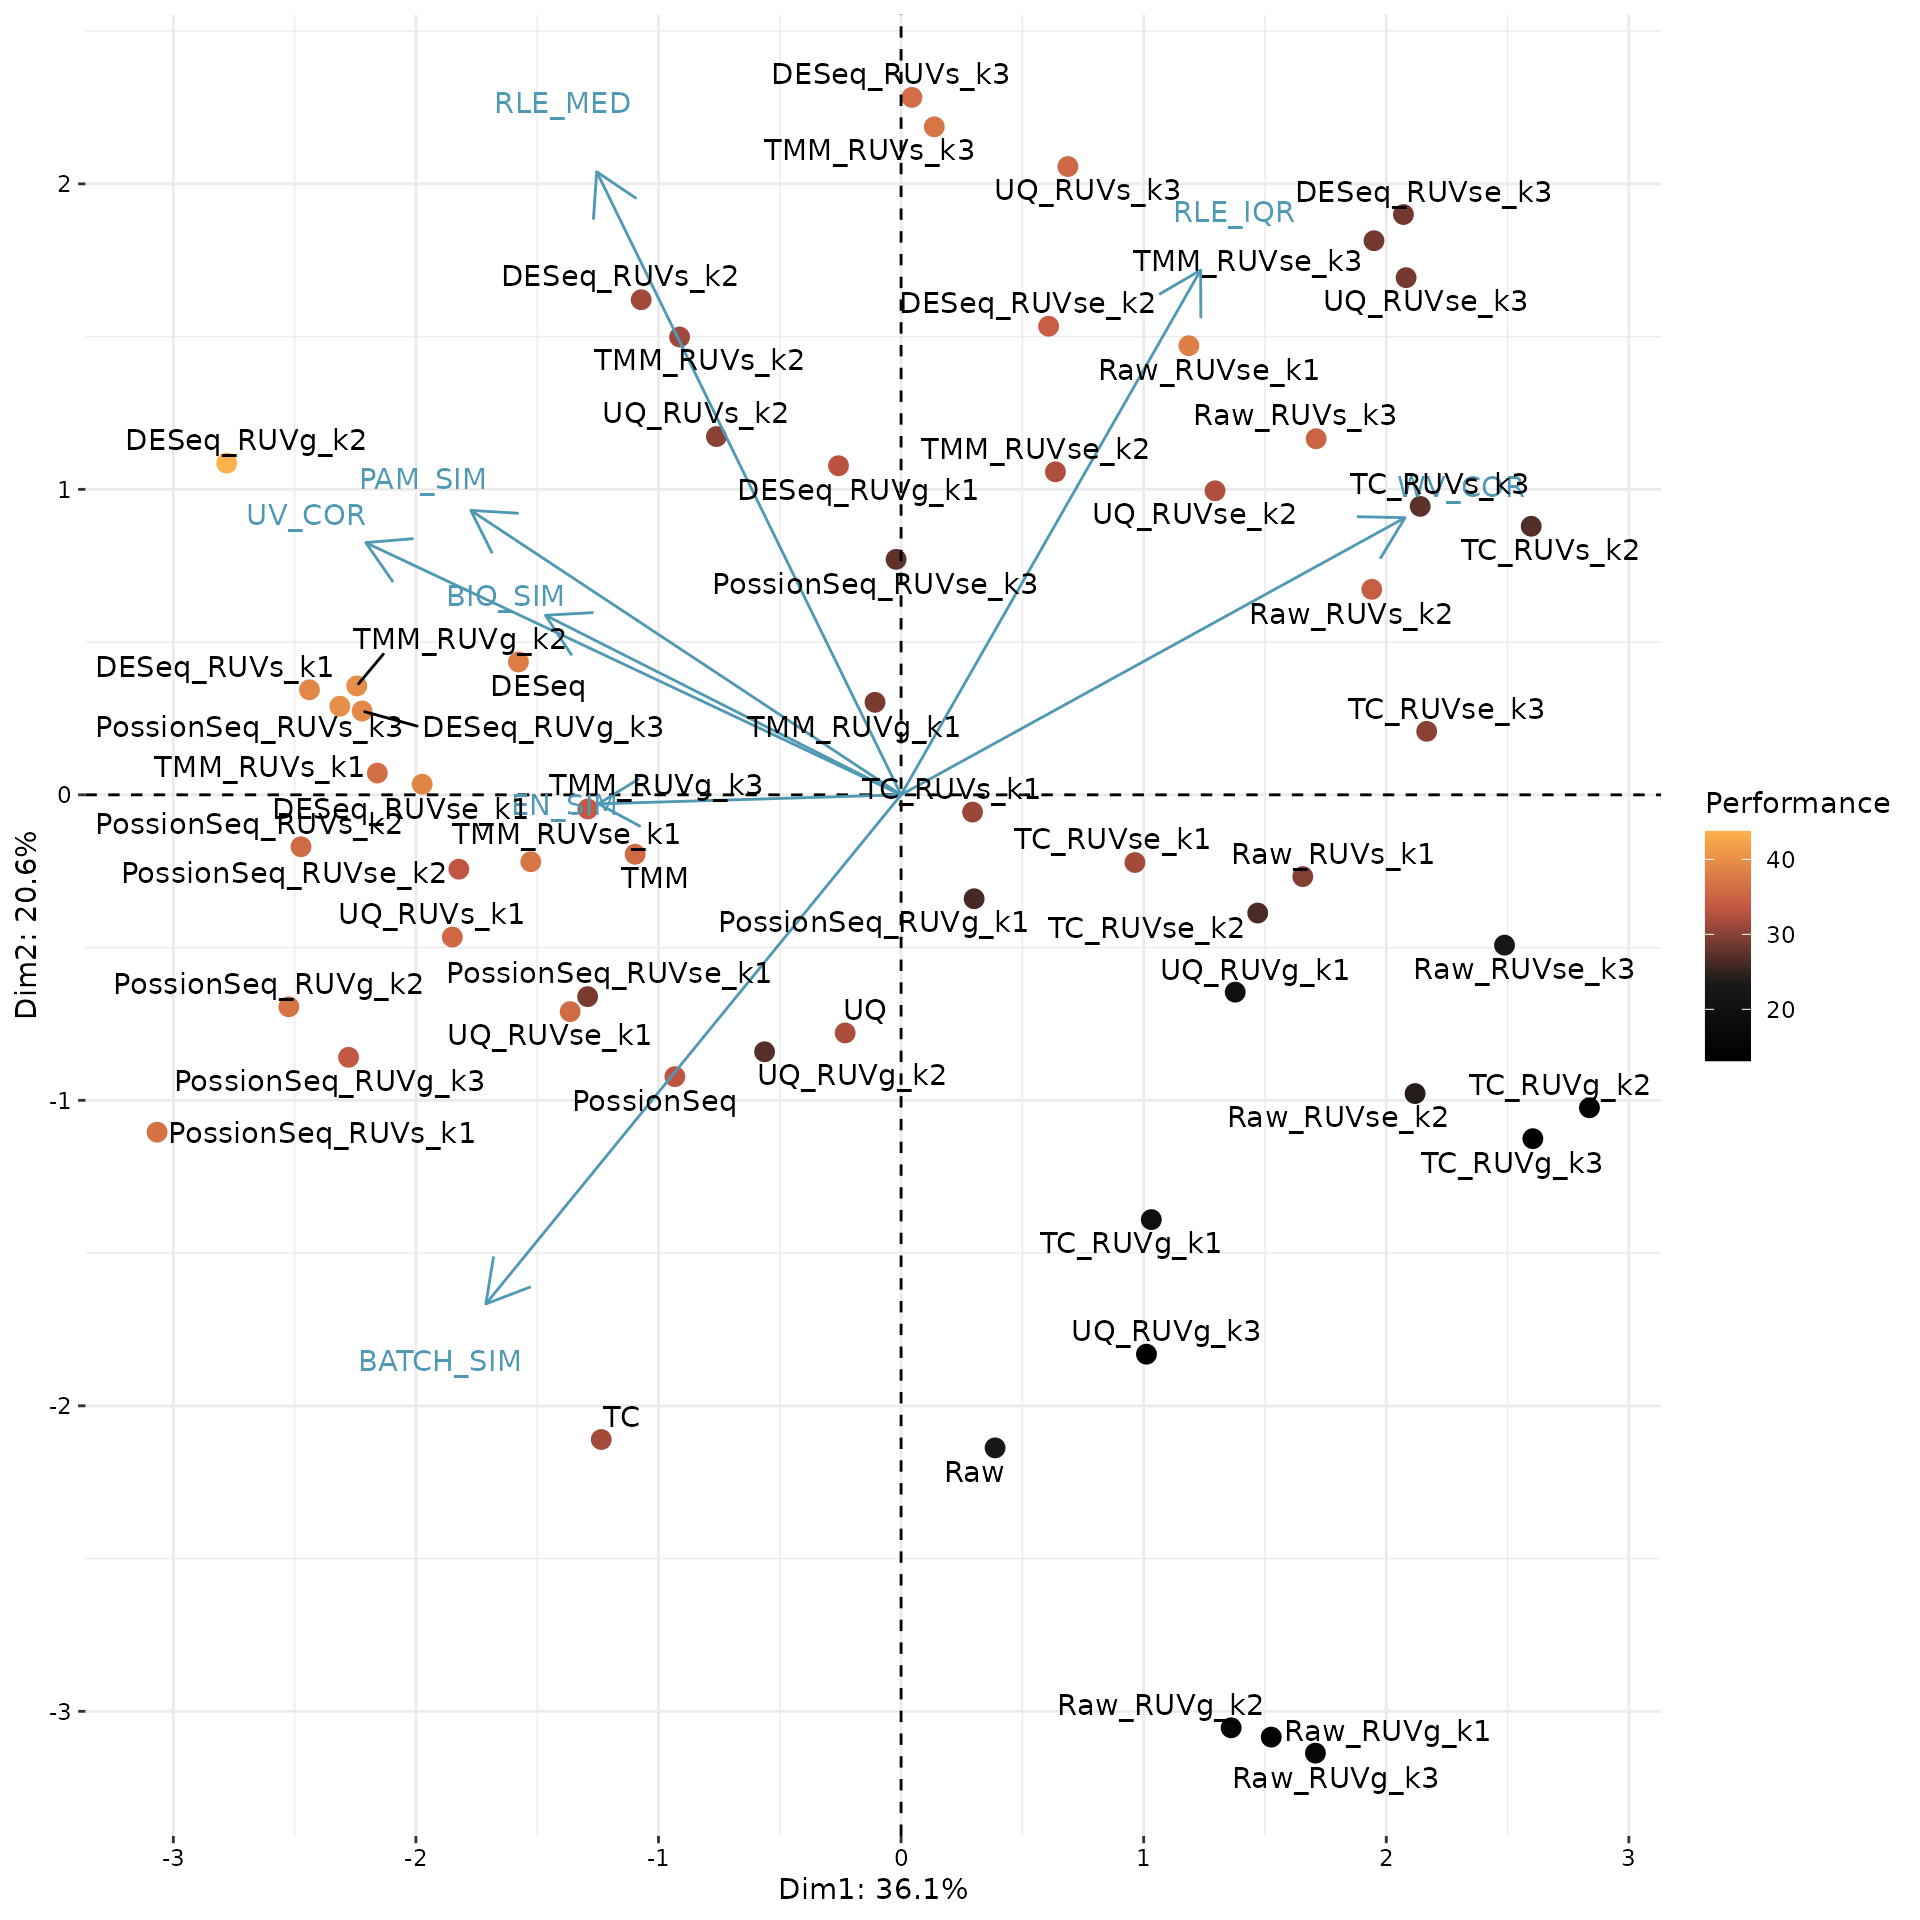 DESeq_RUVs_k3
RLE_MED
TMM_RUVs_k3
UQ_RUVs_k3
DESeq_RUVse_k3
RLE_IQR
TMM_RUVse_k3
DESeq_RUVs_k2
DESeq_RUVse_k2
UQ_RUVse_k3
TMM_RUVs_k2
Raw_RUVse_k1
UQ_RUVs_k2
Raw_RUVs_k3
DESeq_RUVg_k2
TMM_RUVse_k2
PAM_SIM
DESeq_RUVg_k1
TC_RUVs_k3
WV_COR
UV_COR
UQ_RUVse_k2
TC_RUVs_k2
PossionSeq_RUVse_k3
BIO_SIM
Raw_RUVs_k2
TMM_RUVg_k2
DESeq_RUVs_k1
DESeq
TC_RUVse_k3
PossionSeq_RUVs_k3
DESeq_RUVg_k3
TMM_RUVg_k1
TMM_RUVs_k1
TMM_RUVg_k3
TC_RUVs_k1
DESeq_RUVse_k1
EN_SIM
PossionSeq_RUVs_k2
TMM_RUVse_k1
TC_RUVse_k1
Raw_RUVs_k1
PossionSeq_RUVse_k2
TMM
UQ_RUVs_k1
PossionSeq_RUVg_k1
TC_RUVse_k2
PossionSeq_RUVse_k1
UQ_RUVg_k1
Raw_RUVse_k3
PossionSeq_RUVg_k2
UQ
UQ_RUVse_k1
PossionSeq_RUVg_k3
UQ_RUVg_k2
PossionSeq
TC_RUVg_k2
Raw_RUVse_k2
PossionSeq_RUVs_k1
TC_RUVg_k3
TC_RUVg_k1
UQ_RUVg_k3
BATCH_SIM
TC
Raw
Raw_RUVg_k2
Raw_RUVg_k1
Raw_RUVg_k3
2
1
0
-1
-2
-3
Dim2: 20.6%
-3
-2
-1
0
1
2
3
Dim1: 36.1%
Performance
40
30
20